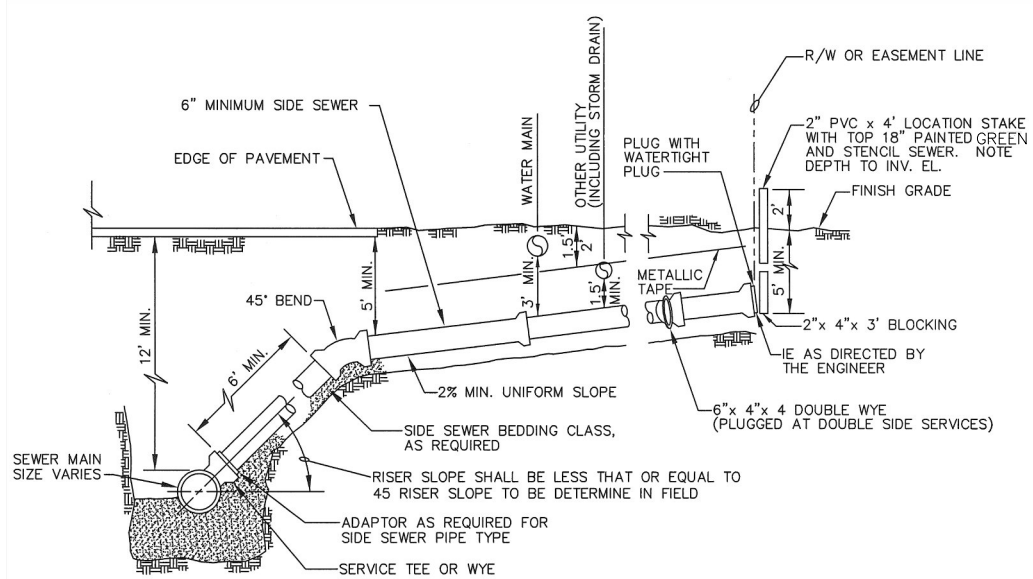 R/W OR EASEMENT LINE
6" MINIMUM SIDE SEWER
WATER MAIN
OTHER UTILITY
(INCLUDING STORM DRAIN)
2" PVC x 4' LOCATION STAKE
WITH TOP 18" PAINTED GREEN
AND STENCIL SEWER. NOTE
DEPTH TO INV. EL.
PLUG WITH
WATERTIGHT
PLUG
EDGE OF PAVEMENT
FINISH GRADE
2'
1.5'
2'
METALLIC
TAPE
12' MIN.
5' MIN.
3' MIN.
1.5'
MIN.
5' MIN.
45° BEND
2"x 4"x 3' BLOCKING
6' MIN.
IE AS DIRECTED BY
THE ENGINEER
2% MIN. UNIFORM SLOPE
6"x 4"x 4 DOUBLE WYE
(PLUGGED AT DOUBLE SIDE SERVICES)
SIDE SEWER BEDDING CLASS,
AS REQUIRED
SEWER MAIN
SIZE VARIES
RISER SLOPE SHALL BE LESS THAT OR EQUAL TO
45 RISER SLOPE TO BE DETERMINE IN FIELD
ADAPTOR AS REQUIRED FOR
SIDE SEWER PIPE TYPE
SERVICE TEE OR WYE